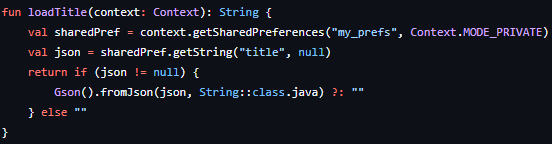 fun loadTitle(context: Context): String {
    val sharedPref = context.getSharedPreferences("my_prefs", Context.MODE_PRIVATE)
    val json = sharedPref.getString("title", null)
    return if (json != null) {
        Gson().fromJson(json, String::class.java) ?: ""
    } else ""
}